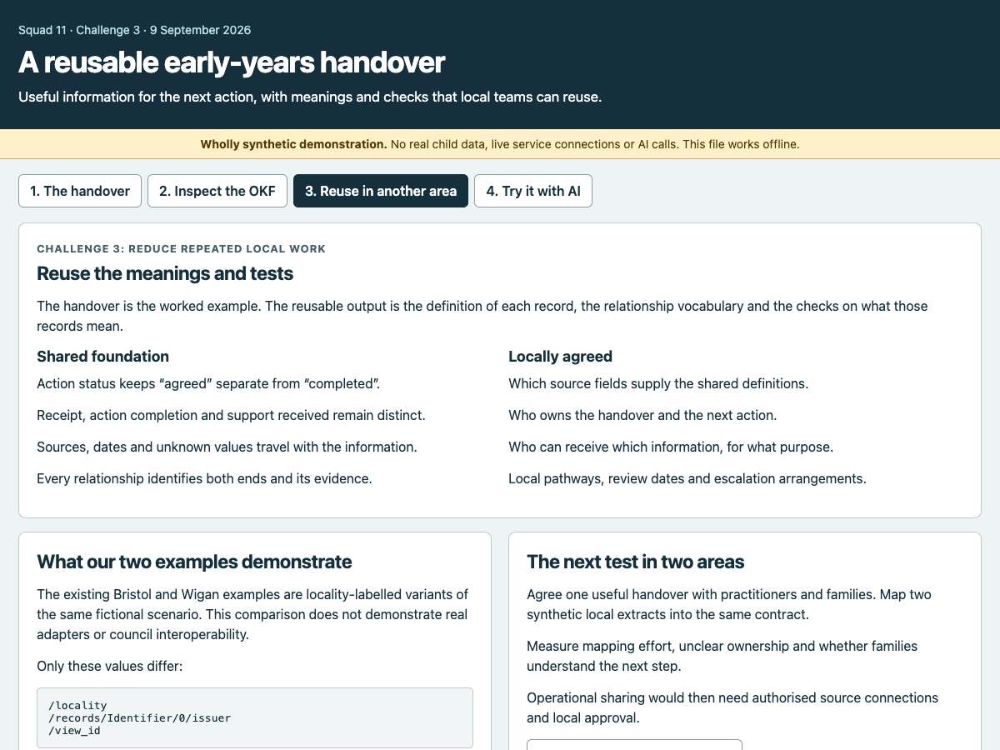 Squad 11 · Challenge 3 · 9 September 2026
A reusable early-years handover
Useful information for the next action, with meanings and checks that local teams can reuse.
Wholly synthetic demonstration. No real child data, live service connections or AI calls. This file works offline.
1. The handover
2. Inspect the OKF
3. Reuse in another area
4. Try it with AI
CHALLENGE 3: REDUCE REPEATED LOCAL WORK
Reuse the meanings and tests
The handover is the worked example. The reusable output is the definition of each record, the relationship vocabulary and the checks on what those
records mean.
Shared foundation
Action status keeps “agreed” separate from “completed”.
Receipt, action completion and support received remain distinct.
Sources, dates and unknown values travel with the information.
Every relationship identifies both ends and its evidence.
Locally agreed
Which source fields supply the shared definitions.
Who owns the handover and the next action.
Who can receive which information, for what purpose.
Local pathways, review dates and escalation arrangements.
What our two examples demonstrate
The existing Bristol and Wigan examples are locality-labelled variants of
the same fictional scenario. This comparison does not demonstrate real
adapters or council interoperability.
Only these values differ:
/locality
/records/Identifier/0/issuer
/view_id
The next test in two areas
Agree one useful handover with practitioners and families. Map two
synthetic local extracts into the same contract.
Measure mapping effort, unclear ownership and whether families
understand the next step.
Operational sharing would then need authorised source connections
and local approval.